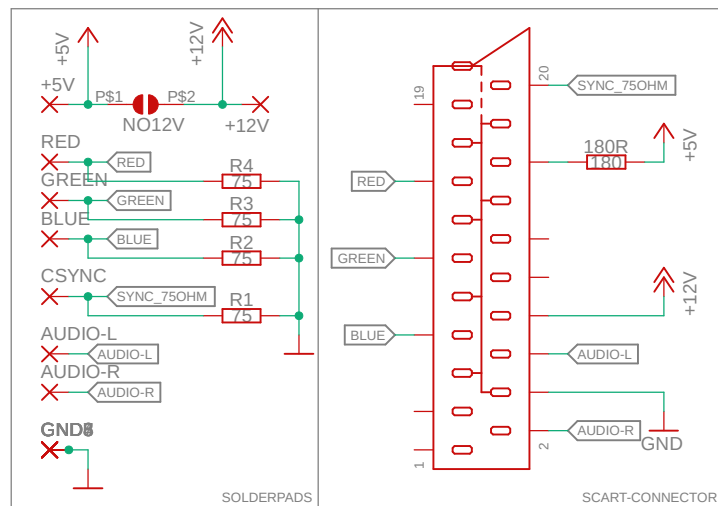 +5V
+12V
+5V
P$1
P$2
NO12V
+12V
RED
RED
R4
75
GREEN
GREEN
R3
75
BLUE
BLUE
R2
75
CSYNC
SYNC_75OHM
R1
75
AUDIO-L
AUDIO-L
AUDIO-R
AUDIO-R
SOLDERPADS
19
20
SYNC_75OHM
180R
180
+5V
RED
GREEN
+12V
BLUE
AUDIO-L
AUDIO-R
GND
1
2
SCART-CONNECTOR